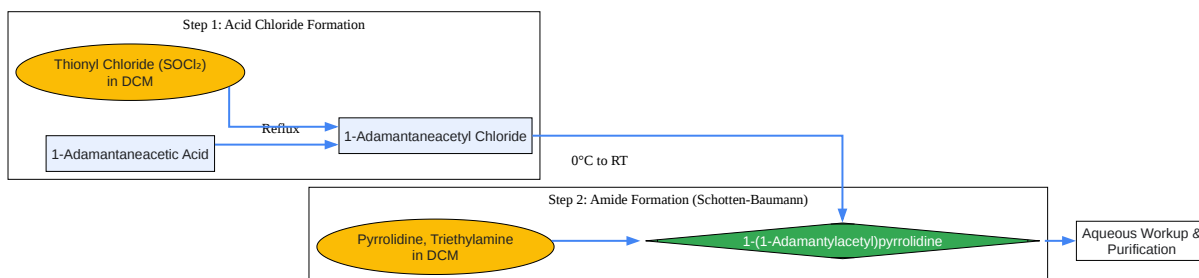 Step 1: Acid Chloride Formation
Thionyl Chloride (SOCl₂)
in DCM
Reflux
1-Adamantaneacetyl Chloride
1-Adamantaneacetic Acid
0°C to RT
Step 2: Amide Formation (Schotten-Baumann)
Pyrrolidine, Triethylamine
in DCM
1-(1-Adamantylacetyl)pyrrolidine
Aqueous Workup &
Purification